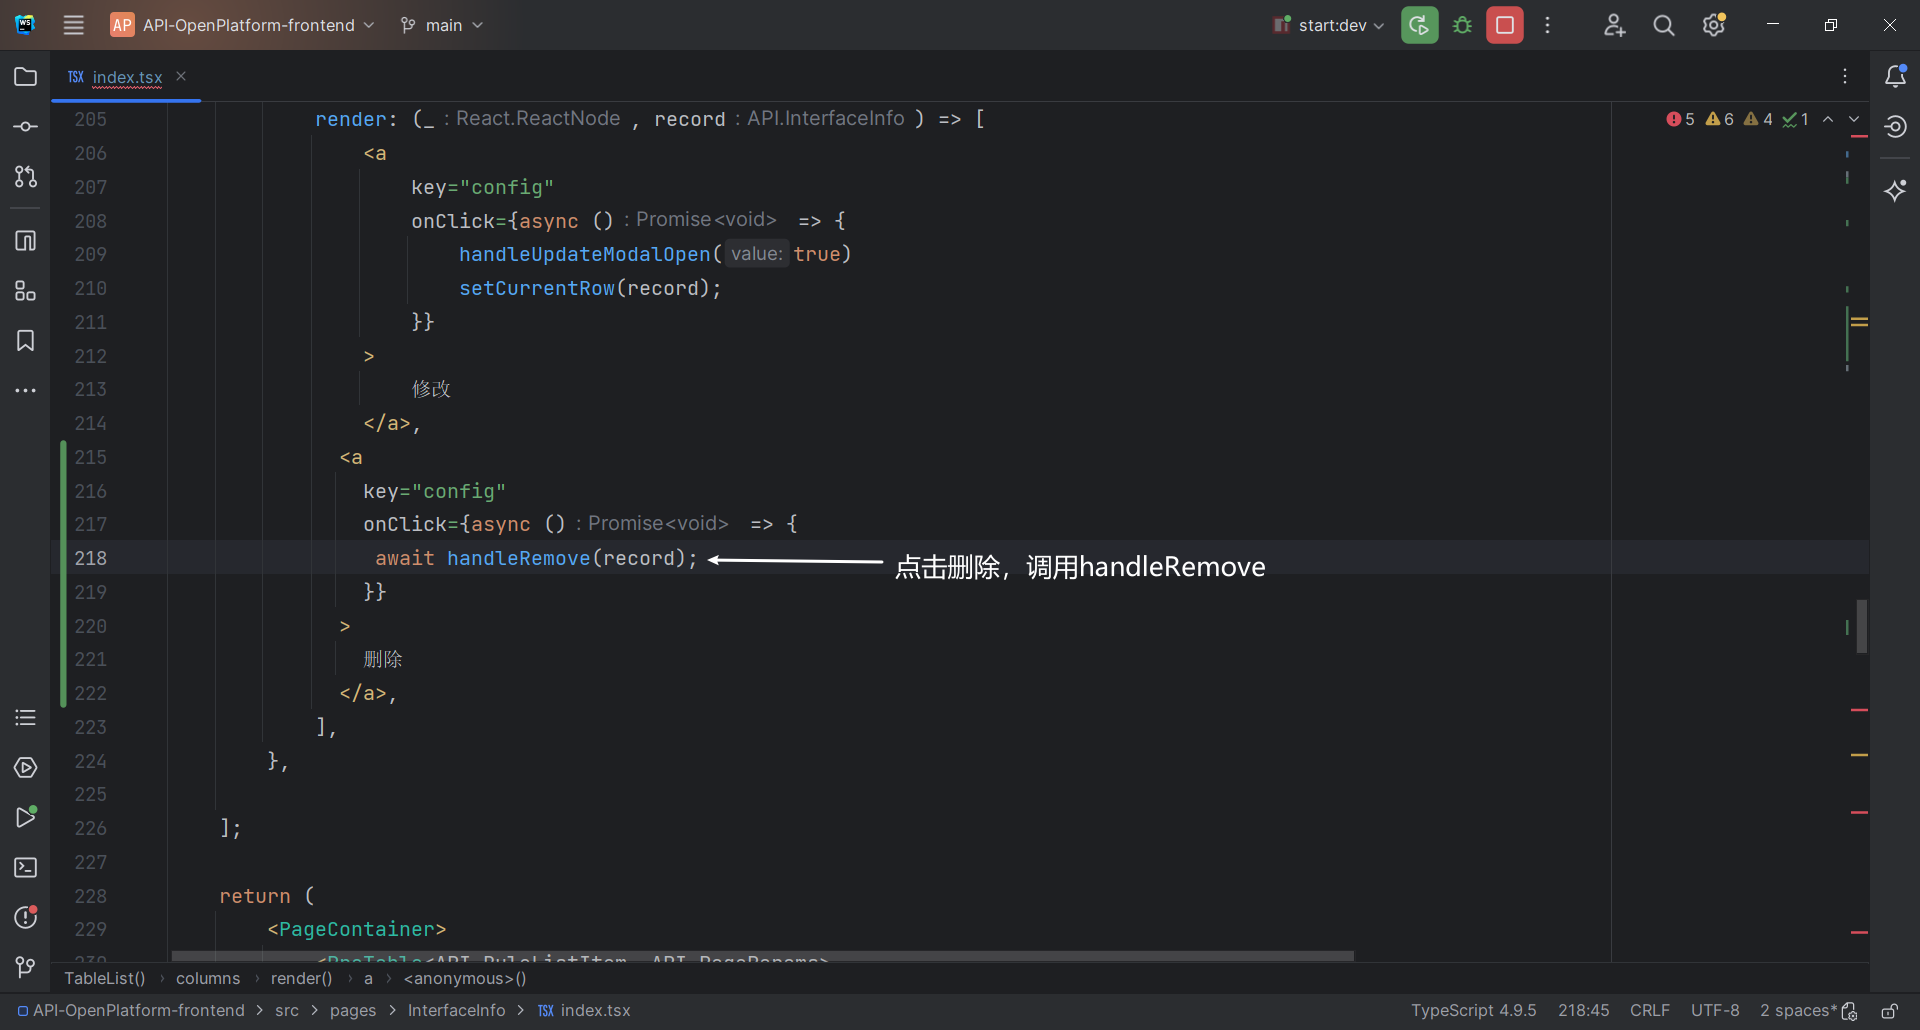 WS
AP API-OpenPlatform-frontend main start:dev
TSX index.tsx
205 render: (_ : React.ReactNode , record : API.InterfaceInfo ) => [ 5 6 4 1
206 <a
207 key="config"
208 onClick={async () : Promise<void> => {
209 handleUpdateModalOpen( value: true)
210 setCurrentRow(record);
211 }}
212 >
213 修改
214 </a>,
215 <a
216 key="config"
217 onClick={async () : Promise<void> => {
218 await handleRemove(record); 点击删除，调用handleRemove
219 }}
220 >
221 删除
222 </a>,
223 ],
224 },
225
226 ];
227
228 return (
229 <PageContainer>
230 <ProTable<API.RuleListItem, API.PageParams>
TableList() › columns › render() › a › <anonymous>()
API-OpenPlatform-frontend > src > pages > InterfaceInfo > TSX index.tsx TypeScript 4.9.5 218:45 CRLF UTF-8 2 spaces*